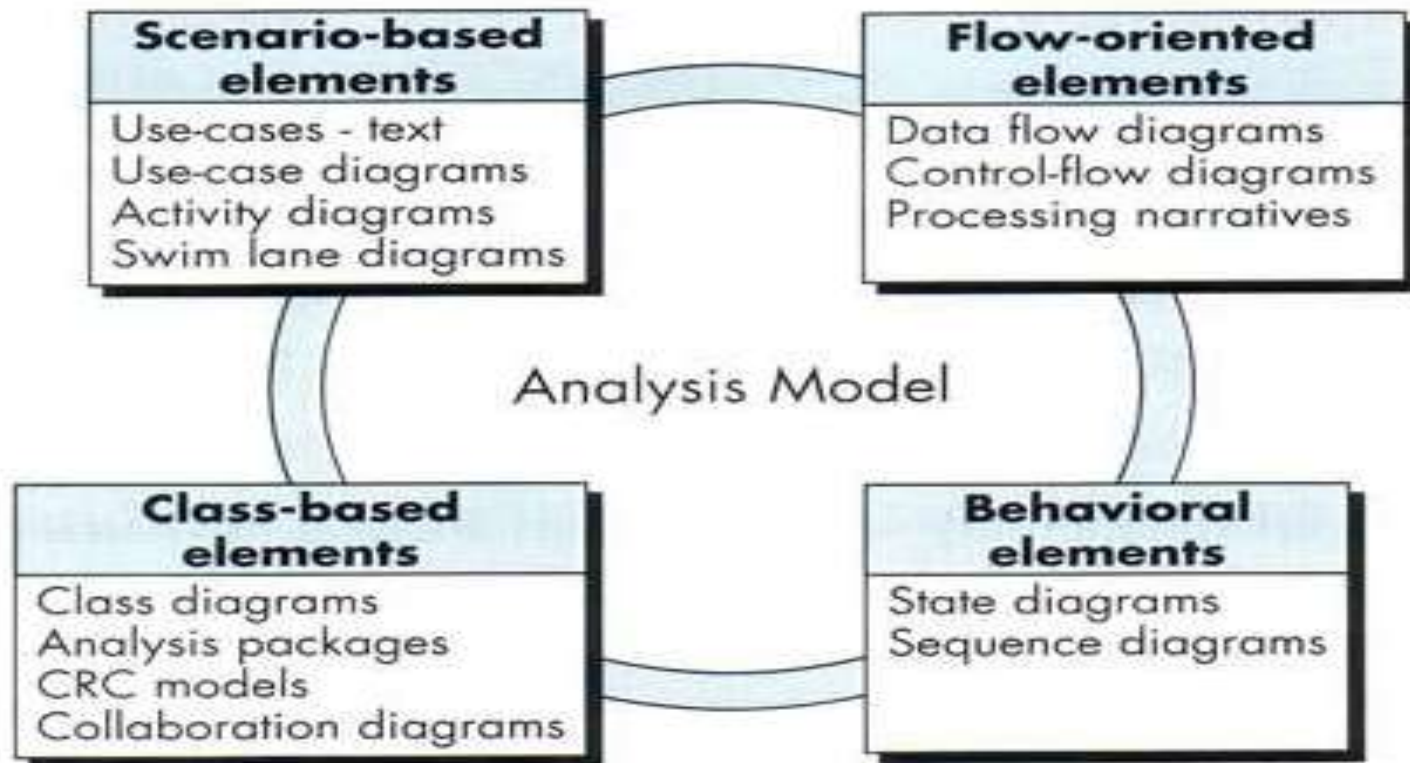 Scenario-based
elements
Use-cases - text
Use-case diagrams
Activity diagrams
Swim lane diagrams
Flow-oriented
elements
Data flow diagrams
Control-flow diagrams
Processing narratives
Analysis Model
Class-based
elements
Class diagrams
Analysis packages
CRC models
Collaboration diagrams
Behavioral
elements
State diagrams
Sequence diagrams